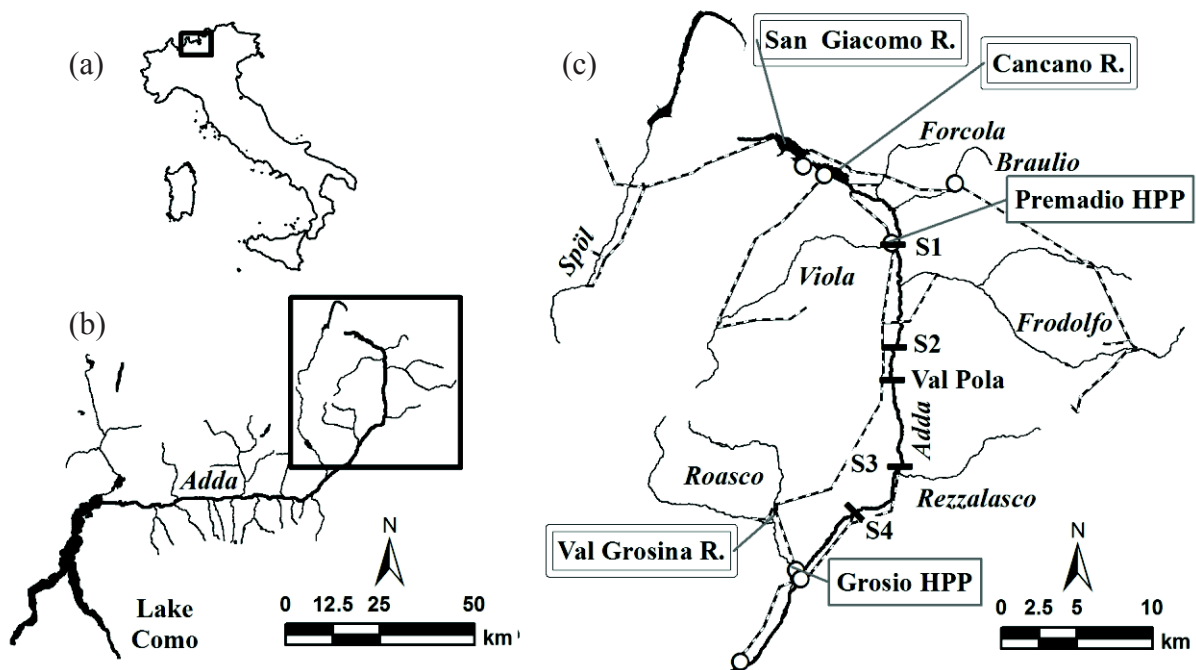 (a)
(b)
Adda
Lake
Como
N
0 12.5 25 50
km
(c)
San Giacomo R.
Cancano R.
Forcola
Braulio
Premadio HPP
S1
Spöl
Viola
Frodolfo
S2
Val Pola
Adda
S3
Roasco
Rezzalasco
S4
Val Grosina R.
Grosio HPP
N
0 2.5 5 10
km